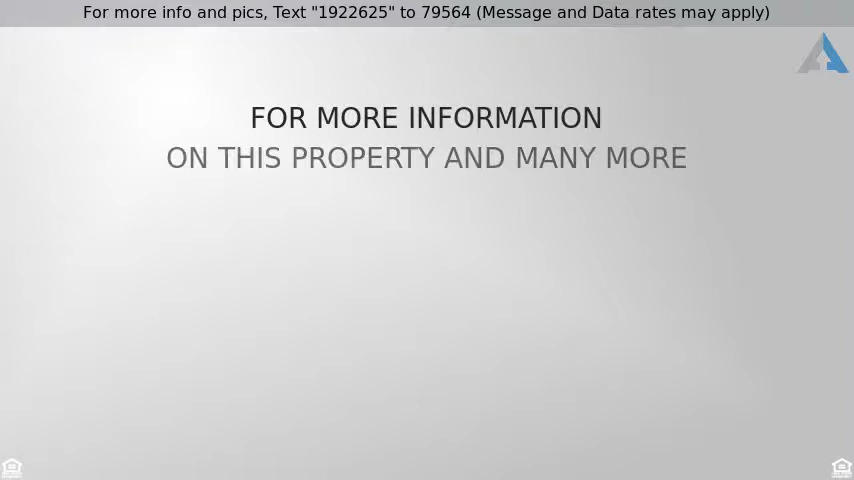 For more info and pics, Text "1922625" to 79564 (Message and Data rates may apply)
FOR MORE INFORMATION
ON THIS PROPERTY AND MANY MORE